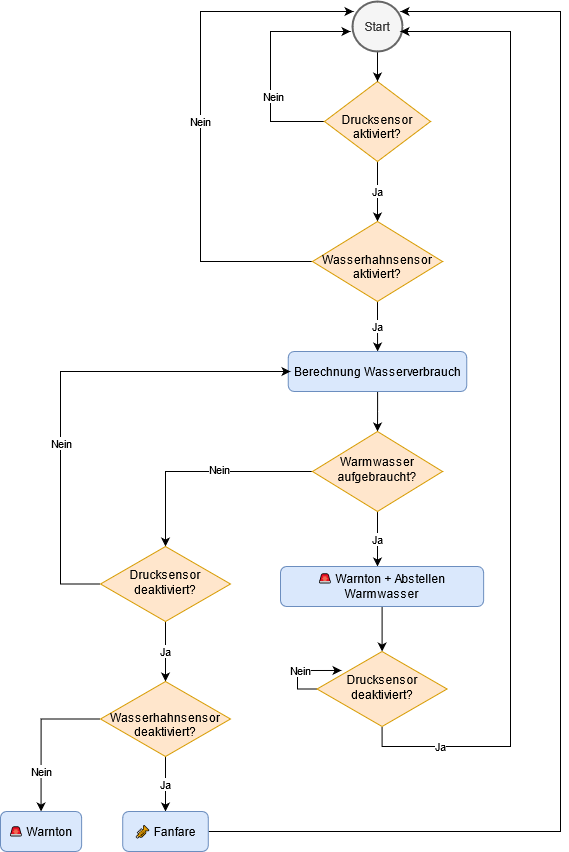 Start
Nein
Drucksensor
aktiviert?
Nein
Ja
Wasserhahnsensor
aktiviert?
Ja
Berechnung Wasserverbrauch
Nein
Warmwasser
aufgebraucht?
Nein
Ja
Drucksensor
deaktiviert?
🚨 Warnton + Abstellen
Warmwasser
Ja
Nein
Drucksensor
deaktiviert?
Wasserhahnsensor
deaktiviert?
Ja
Nein
Ja
🚨 Warnton
🎺 Fanfare